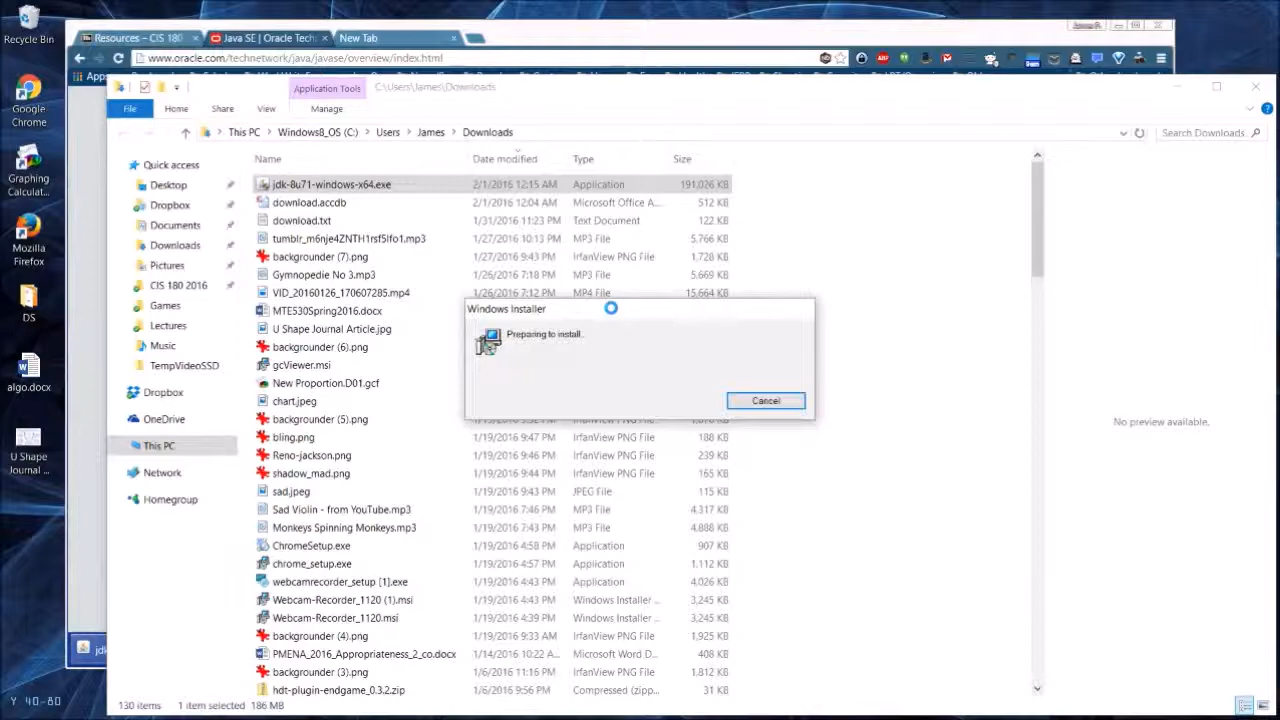 Recycle Bin
Google Chrome
Graphing Calculat...
Mozilla Firefox
DS
algo.docx
U Shape Journal ...
Y 40-80
Resources – CIS 180 ×
Java SE | Oracle Tech ×
New Tab ×
www.oracle.com/technetwork/java/javase/overview/index.html
Apps
Application Tools
C:\Users\James\Downloads
File Home Share View Management
This PC > Windows8_OS (C:) > Users > James > Downloads
Search Downloads
Quick access
Desktop
Dropbox
Documents
Downloads
Pictures
CIS 180 2016
Games
Lectures
Music
TempVideoSSD
Dropbox
OneDrive
This PC
Network
Homegroup
Name Date modified Type Size
jdk-8u71-windows-x64.exe 2/1/2016 12:15 AM Application 191,026 KB
download.accdb 2/1/2016 12:04 AM Microsoft Office A... 512 KB
download.txt 1/31/2016 11:23 PM Text Document 122 KB
tumblr_m6nje4ZNTH1rsf5lfo1.mp3 1/27/2016 10:13 PM MP3 File 5,766 KB
backgrounder (7).png 1/27/2016 9:43 PM IrfanView PNG File 1,728 KB
Gymnopedie No 3.mp3 1/26/2016 7:18 PM MP3 File 5,669 KB
VID_20160126_170607285.mp4 1/26/2016 7:12 PM MP4 File 15,664 KB
MTE530Spring2016.docx
U Shape Journal Article.jpg
backgrounder (6).png
gcViewer.msi
New Proportion.D01.gcf
chart.jpeg
backgrounder (5).png
bling.png 1/19/2016 9:47 PM IrfanView PNG File 188 KB
Reno-jackson.png 1/19/2016 9:46 PM IrfanView PNG File 239 KB
shadow_mad.png 1/19/2016 9:44 PM IrfanView PNG File 165 KB
sad.jpeg 1/19/2016 9:43 PM JPEG File 115 KB
Sad Violin - from YouTube.mp3 1/19/2016 7:46 PM MP3 File 4,317 KB
Monkeys Spinning Monkeys.mp3 1/19/2016 7:43 PM MP3 File 4,888 KB
ChromeSetup.exe 1/19/2016 4:58 PM Application 907 KB
chrome_setup.exe 1/19/2016 4:57 PM Application 1,112 KB
webcamrecorder_setup [1].exe 1/19/2016 4:43 PM Application 4,026 KB
Webcam-Recorder_1120 (1).msi 1/19/2016 4:43 PM Windows Installer ... 3,245 KB
Webcam-Recorder_1120.msi 1/19/2016 4:39 PM Windows Installer ... 3,245 KB
backgrounder (4).png 1/19/2016 9:33 AM IrfanView PNG File 1,925 KB
PMENA_2016_Appropriateness_2_co.docx 1/14/2016 10:22 A... Microsoft Word D... 408 KB
backgrounder (3).png 1/6/2016 11:16 PM IrfanView PNG File 1,812 KB
hdt-plugin-endgame_0.3.2.zip 1/6/2016 9:56 PM Compressed (zipp... 31 KB
Windows Installer
Preparing to install...
Cancel
No preview available.
130 items 1 item selected 186 MB